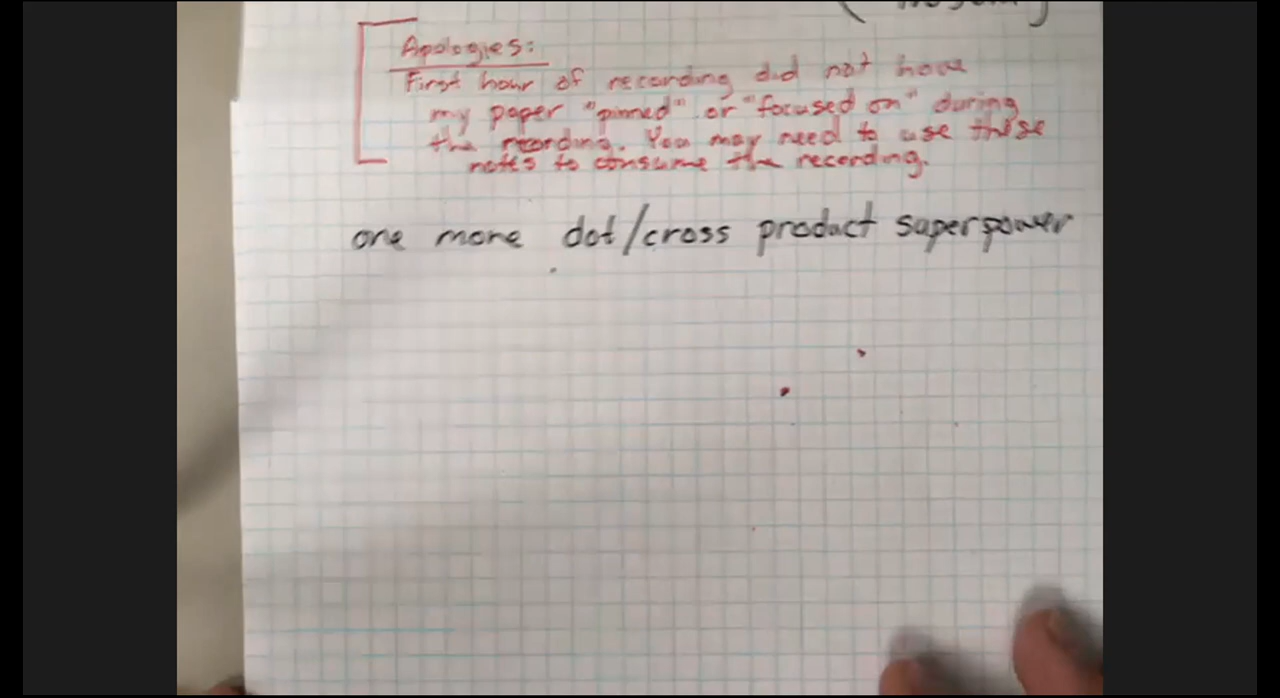 Apologies:
First hour of recording did not have
my paper "pinned" or "focused on" during
the recording. You may need to use these
notes to consume the recording.
one more dot/cross product superpower